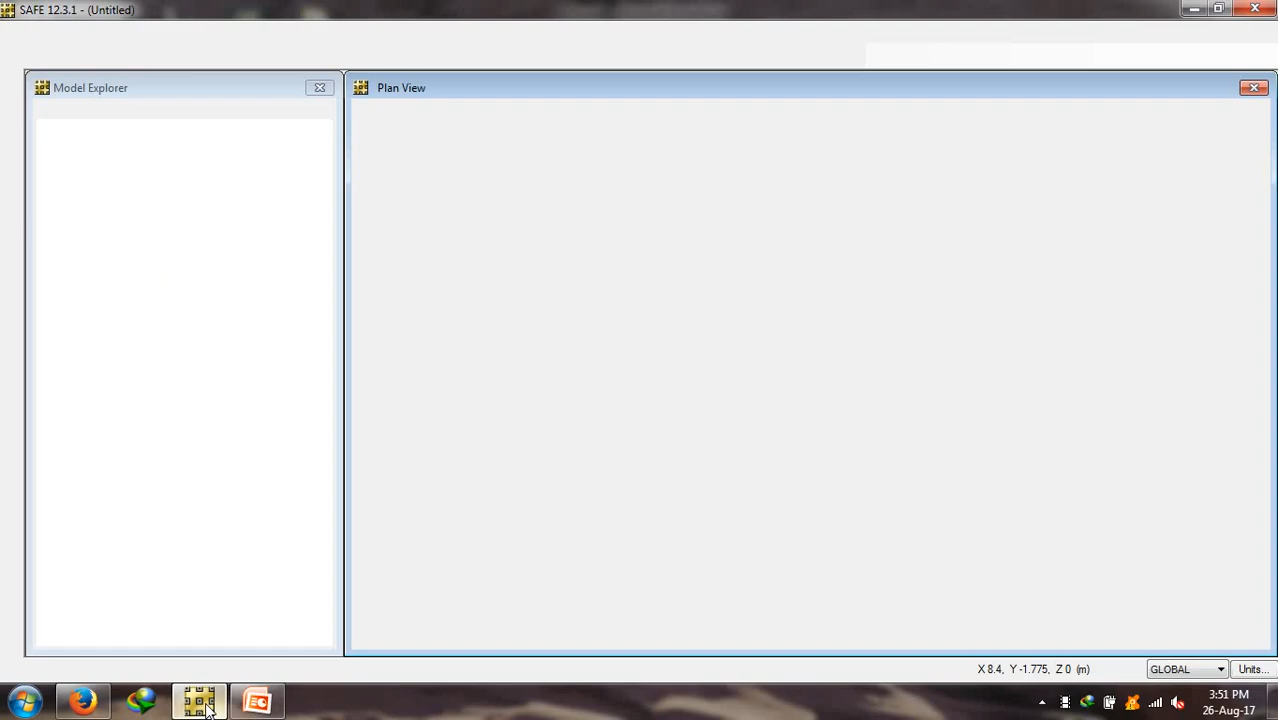 SAFE 12.3.1 - (Untitled)
Model Explorer
Plan View
X 8.4, Y -1.775, Z 0 (m)
GLOBAL
Units...
3:51 PM
26-Aug-17